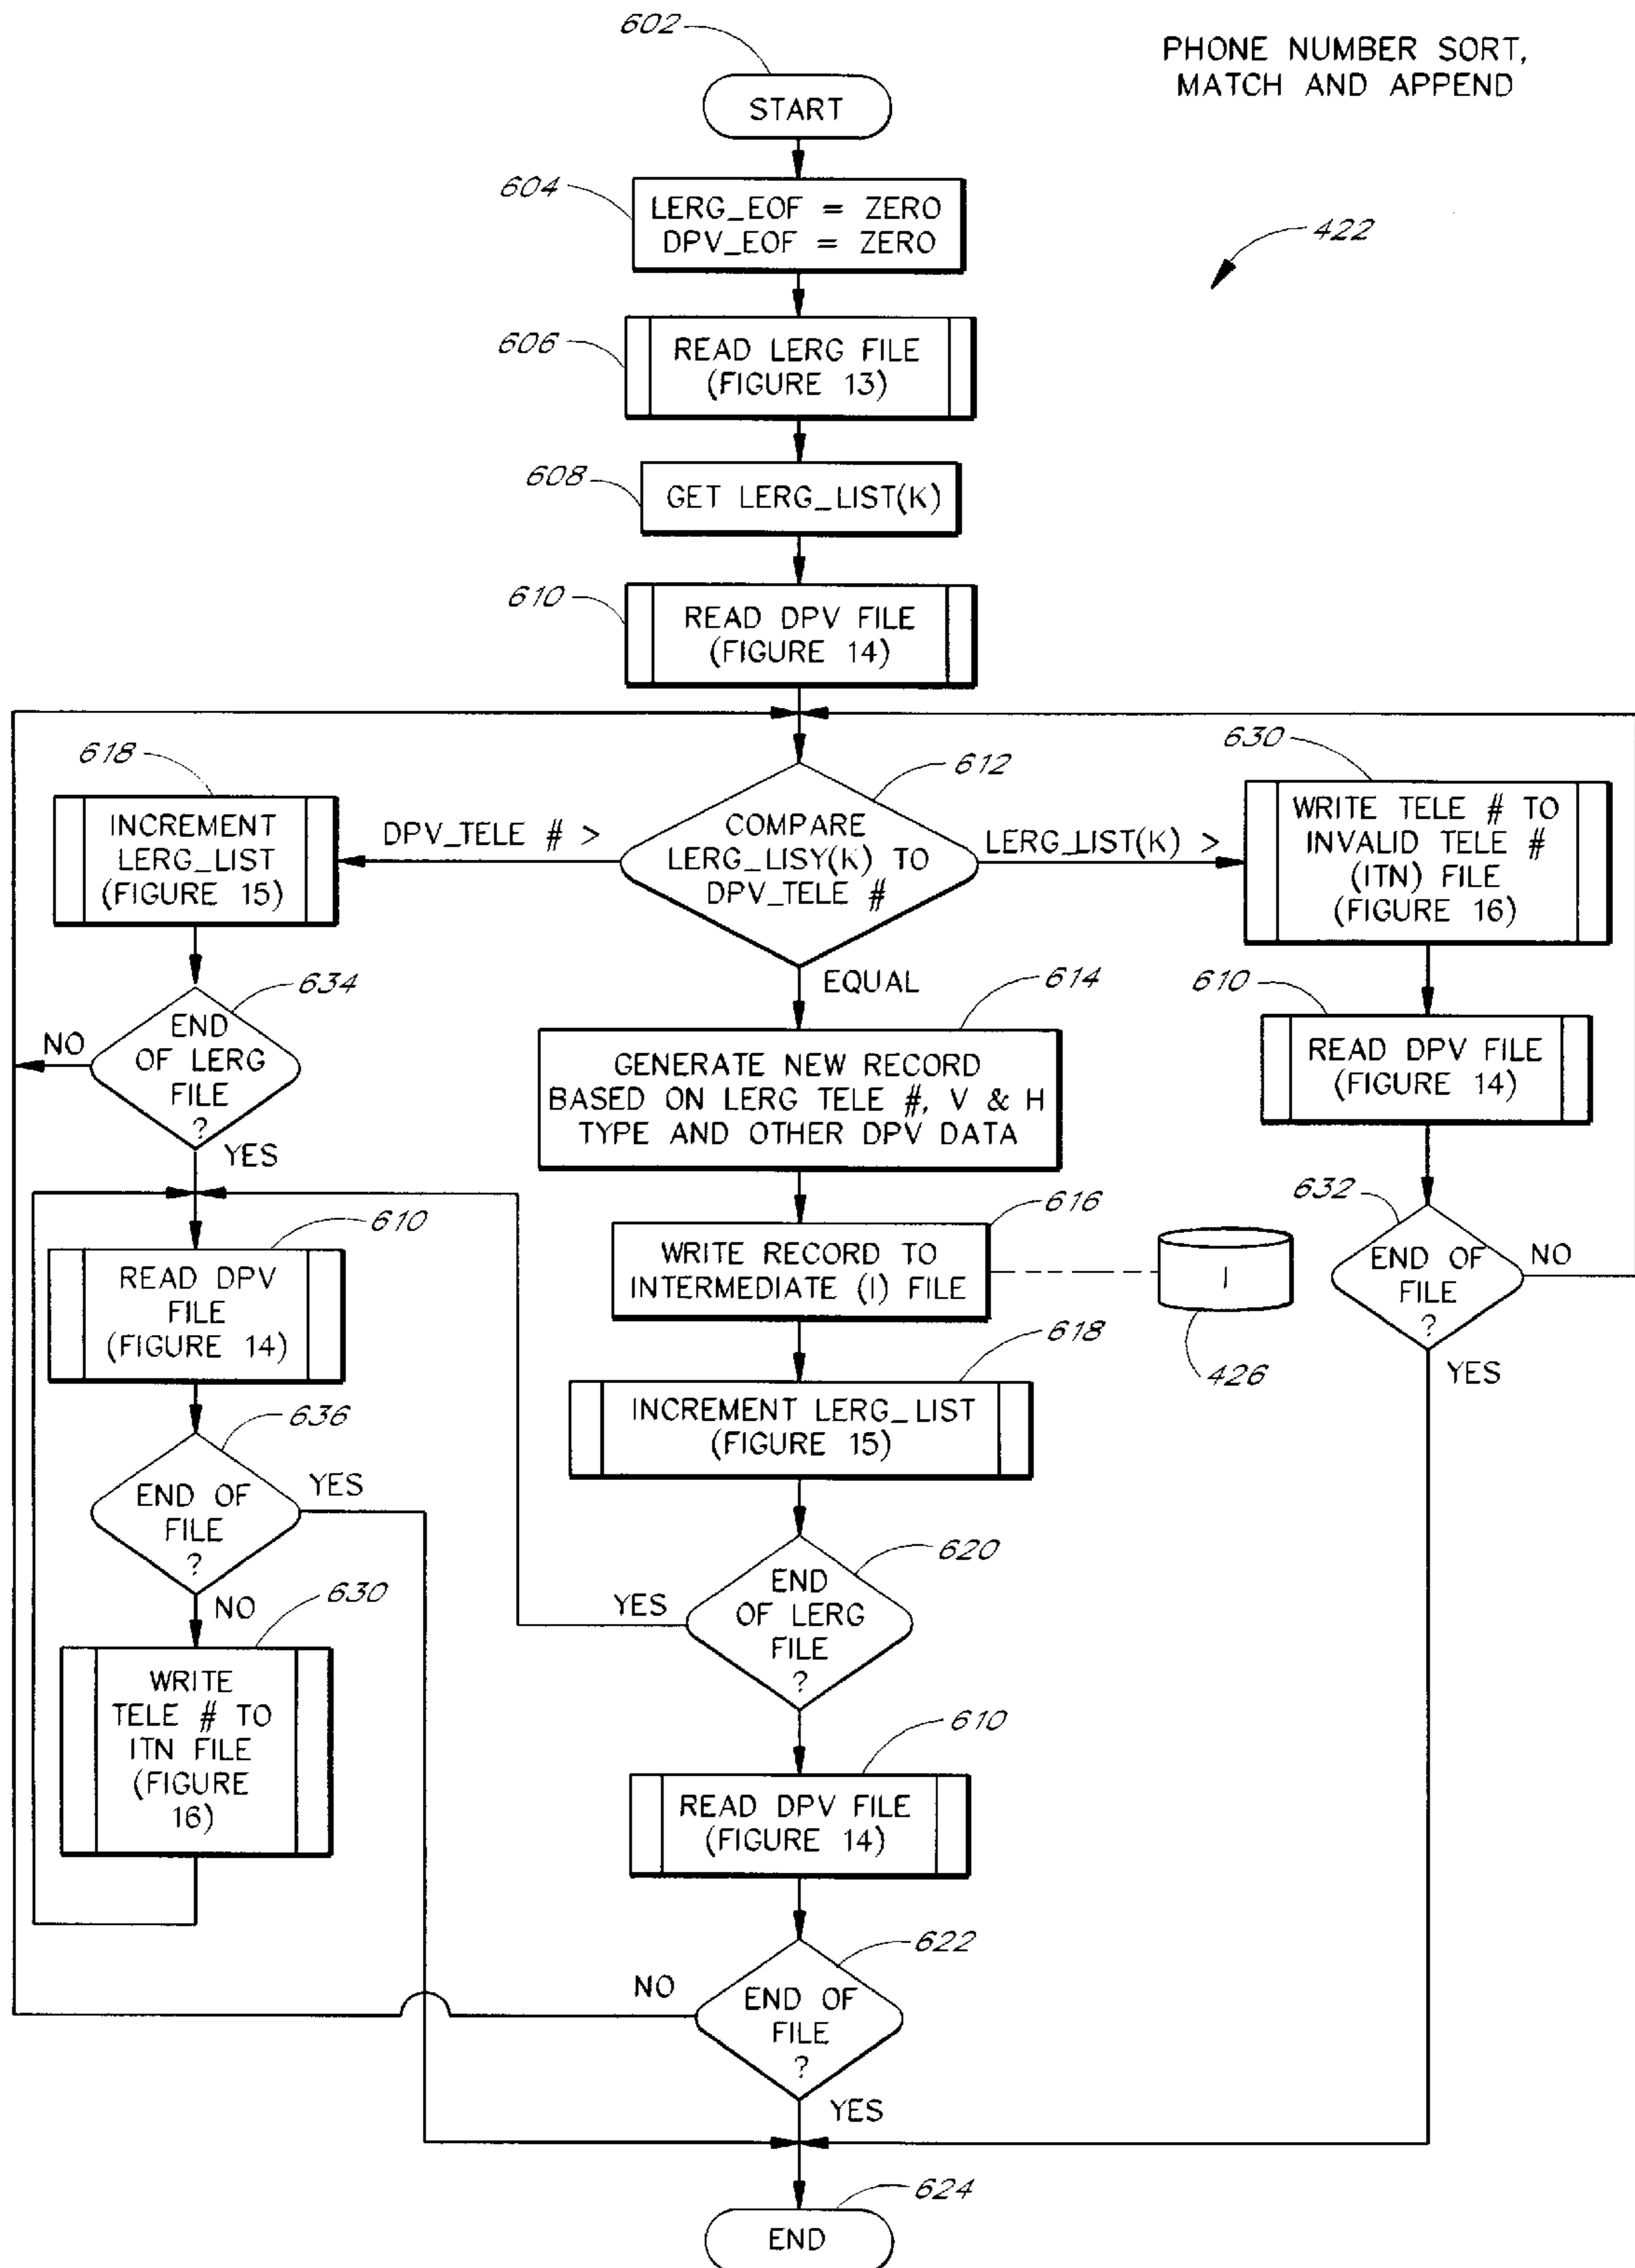 602
PHONE NUMBER SORT,
MATCH AND APPEND
START
604
LERG_EOF = ZERO
DPV_EOF = ZERO
422
606
READ LERG FILE
(FIGURE 13)
608
GET LERG_LIST(K)
610
READ DPV FILE
(FIGURE 14)
618
INCREMENT
LERG_LIST
(FIGURE 15)
DPV_TELE # >
612
COMPARE
LERG_LISY(K) TO
DPV_TELE #
LERG_LIST(K) >
630
WRITE TELE # TO
INVALID TELE #
(ITN) FILE
(FIGURE 16)
EQUAL
634
END
OF LERG
FILE
?
NO
YES
614
GENERATE NEW RECORD
BASED ON LERG TELE #, V & H
TYPE AND OTHER DPV DATA
610
READ DPV FILE
(FIGURE 14)
610
READ DPV
FILE
(FIGURE 14)
616
WRITE RECORD TO
INTERMEDIATE (I) FILE
I
426
632
END OF
FILE
?
NO
YES
618
INCREMENT LERG_LIST
(FIGURE 15)
636
END OF
FILE
?
YES
NO
620
END
OF LERG
FILE
?
YES
630
WRITE
TELE # TO
ITN FILE
(FIGURE
16)
610
READ DPV FILE
(FIGURE 14)
622
END OF
FILE
?
NO
YES
624
END